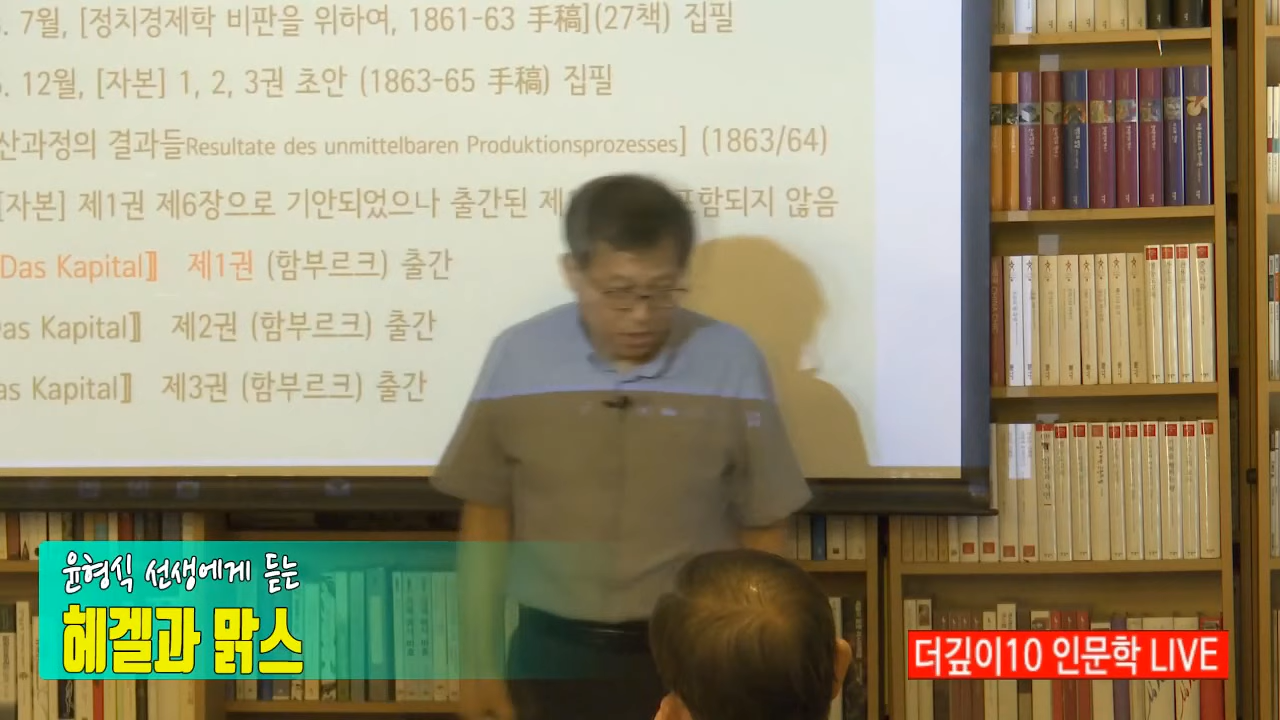 7월, [정치경제학 비판을 위하여, 1861-63 手稿](27책) 집필
12월, [자본] 1, 2, 3권 초안 (1863-65 手稿) 집필
산과정의 결과들Resultate des unmittelbaren Produktionsprozesses] (1863/64)
[자본] 제1권 제6장으로 기안되었으나 출간된 되지 않음
Das Kapital』 제1권 (함부르크) 출간
Das Kapital』 제2권 (함부르크) 출간
as Kapital』 제3권 (함부르크) 출간
윤형식 선생에게 듣는
헤겔과 맑스
더깊이10 인문학 LIVE